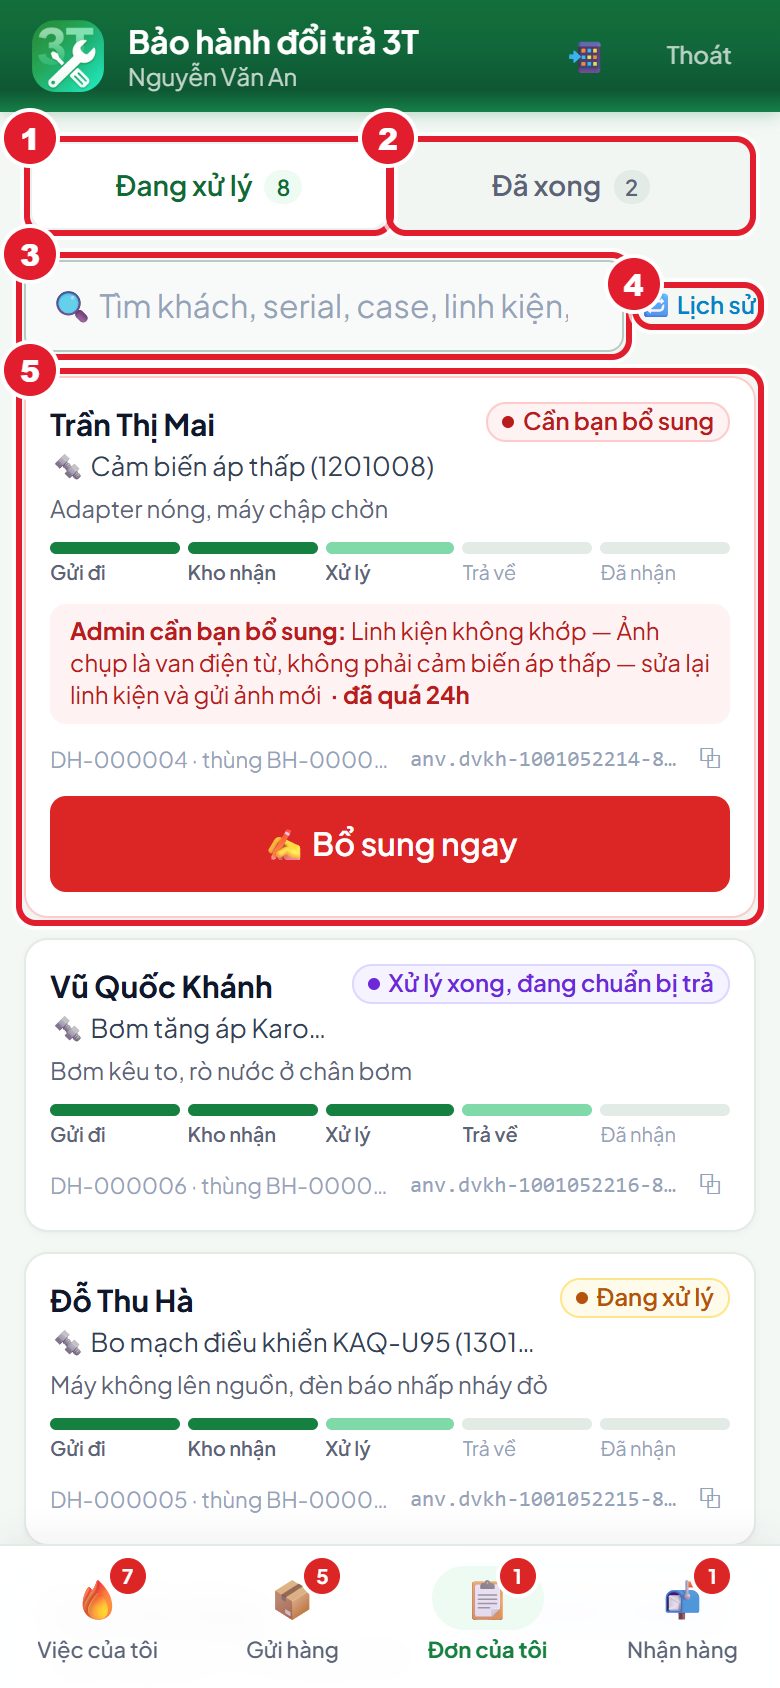 3T
Bảo hành đổi trả 3T
Nguyễn Văn An
Thoát
1
2
Đang xử lý 8
Đã xong 2
3
4
Tìm khách, serial, case, linh kiện,
Lịch sử
5
Trần Thị Mai
Cần bạn bổ sung
Cảm biến áp thấp (1201008)
Adapter nóng, máy chập chờn
Gửi đi Kho nhận Xử lý Trả về Đã nhận
Admin cần bạn bổ sung: Linh kiện không khớp — Ảnh
chụp là van điện từ, không phải cảm biến áp thấp — sửa lại
linh kiện và gửi ảnh mới · đã quá 24h
DH-000004 · thùng BH-0000... anv.dvkh-1001052214-8...
Bổ sung ngay
Vũ Quốc Khánh
Xử lý xong, đang chuẩn bị trả
Bơm tăng áp Karo...
Bơm kêu to, rò nước ở chân bơm
Gửi đi Kho nhận Xử lý Trả về Đã nhận
DH-000006 · thùng BH-0000... anv.dvkh-1001052216-8...
Đỗ Thu Hà
Đang xử lý
Bo mạch điều khiển KAQ-U95 (1301...
Máy không lên nguồn, đèn báo nhấp nháy đỏ
Gửi đi Kho nhận Xử lý Trả về Đã nhận
DH-000005 · thùng BH-0000... anv.dvkh-1001052215-8...
7 5 1 1
Việc của tôi Gửi hàng Đơn của tôi Nhận hàng